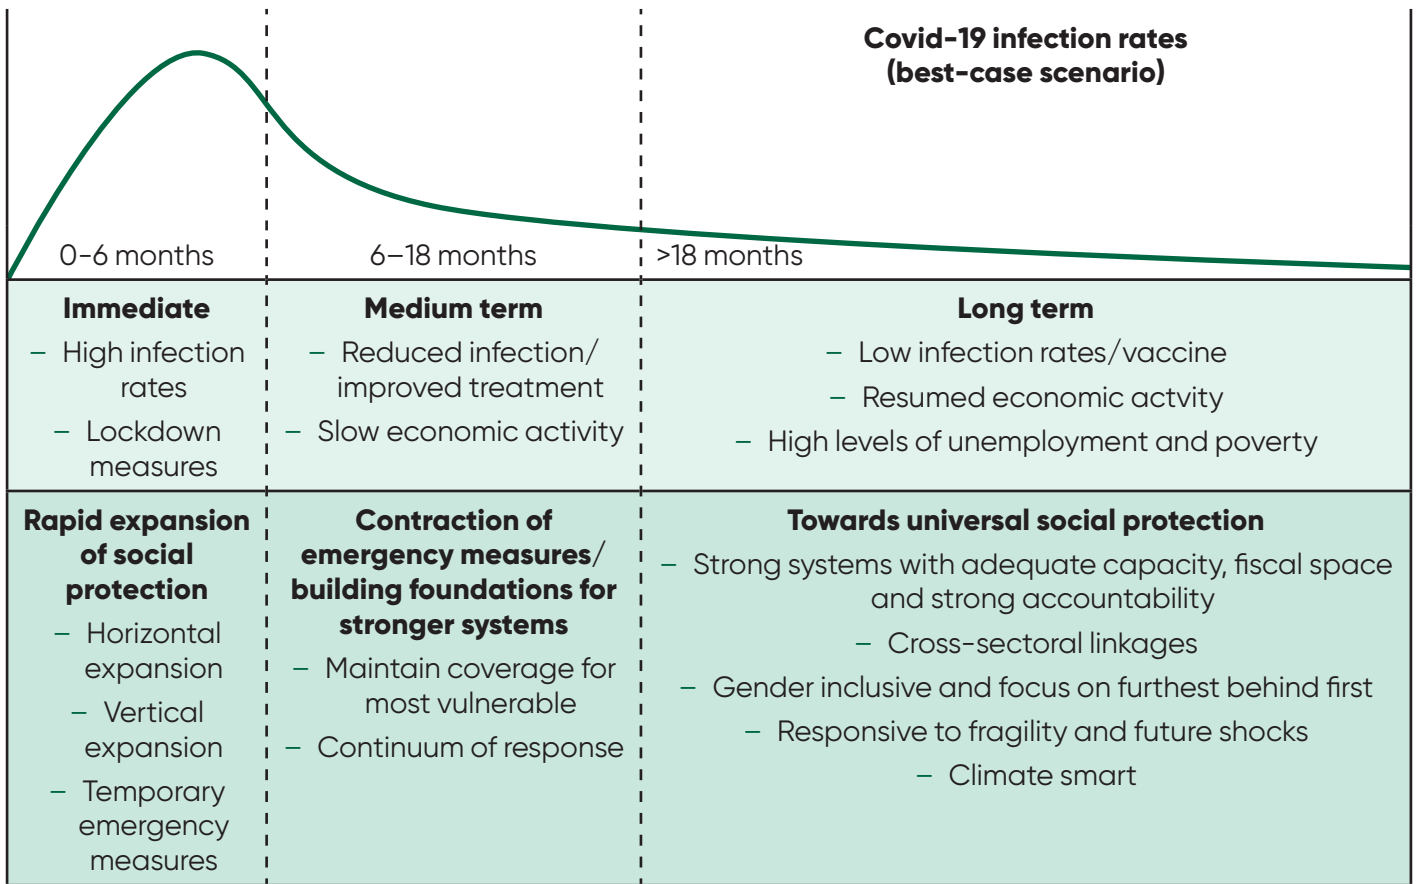 Covid-19 infection rates
(best-case scenario)
0-6 months
6–18 months
>18 months
Immediate
– High infection
rates
– Lockdown
measures
Medium term
– Reduced infection/
improved treatment
– Slow economic activity
Long term
– Low infection rates/vaccine
– Resumed economic actvity
– High levels of unemployment and poverty
Rapid expansion
of social
protection
– Horizontal
expansion
– Vertical
expansion
– Temporary
emergency
measures
Contraction of
emergency measures/
building foundations for
stronger systems
– Maintain coverage for
most vulnerable
– Continuum of response
Towards universal social protection
– Strong systems with adequate capacity, fiscal space
and strong accountability
– Cross-sectoral linkages
– Gender inclusive and focus on furthest behind first
– Responsive to fragility and future shocks
– Climate smart